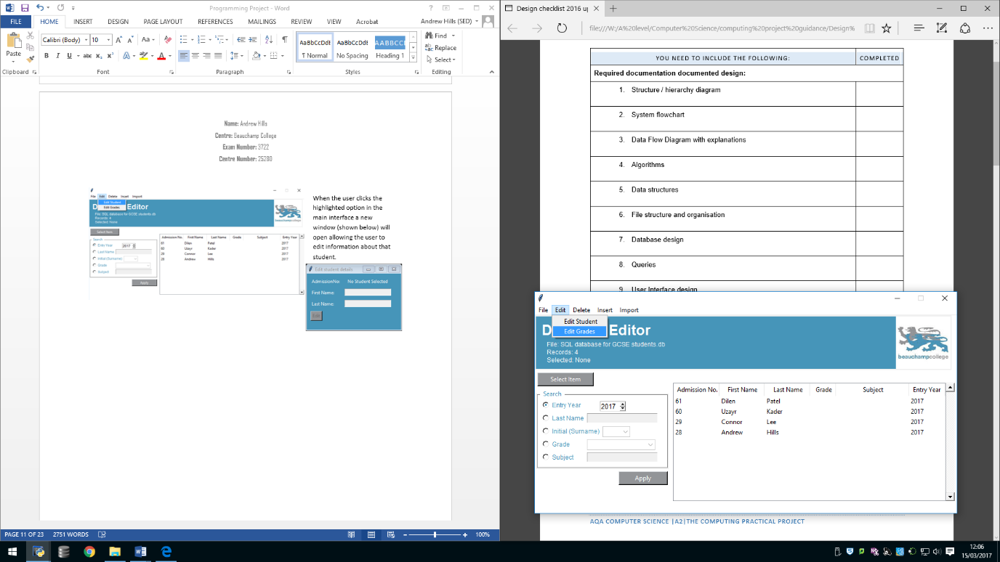 Programming Project - Word
FILE HOME INSERT DESIGN PAGE LAYOUT REFERENCES MAILINGS REVIEW VIEW Acrobat Andrew Hills (SED)
Paste
Calibri (Body) 10
AaBbCcDdE AaBbCcDdE AABBCC
¶ Normal No Spacing Heading 1
Find
Replace
Select
Clipboard Font Paragraph Styles Editing
Name: Andrew Hills
Centre: Beauchamp College
Exam Number: 3722
Centre Number: 25280
File Edit Delete Insert Import
Edit Student
Edit Grades
D Editor
File: SQL database for GCSE students.db
Records: 4
Selected: None
beauchampcollege
Select Item
Search
Entry Year 2017
Last Name
Initial (Surname)
Grade
Subject
Apply
Admission No. First Name Last Name Grade Subject Entry Year
61 Dilen Patel 2017
60 Uzayr Kader 2017
29 Connor Lee 2017
28 Andrew Hills 2017
When the user clicks the
highlighted option in the
main interface a new
window (shown below) will
open allowing the user to
edit information about that
student.
Edit student details
AdmissionNo: No Student Selected
First Name:
Last Name:
Edit
PAGE 11 OF 23 2751 WORDS 100%
Design checklist 2016 up
file:///W:/A%20level/Computer%20Science/computing%20project%20guidance/Design%
YOU NEED TO INCLUDE THE FOLLOWING: COMPLETED
Required documentation documented design:
1. Structure / hierarchy diagram
2. System flowchart
3. Data Flow Diagram with explanations
4. Algorithms
5. Data structures
6. File structure and organisation
7. Database design
8. Queries
9. User Interface design
File Edit Delete Insert Import
Edit Student
Edit Grades
D Editor
File: SQL database for GCSE students.db
Records: 4
Selected: None
beauchampcollege
Select Item
Search
Entry Year 2017
Last Name
Initial (Surname)
Grade
Subject
Apply
Admission No. First Name Last Name Grade Subject Entry Year
61 Dilen Patel 2017
60 Uzayr Kader 2017
29 Connor Lee 2017
28 Andrew Hills 2017
AQA COMPUTER SCIENCE |A2|THE COMPUTING PRACTICAL PROJECT
12:06
15/03/2017